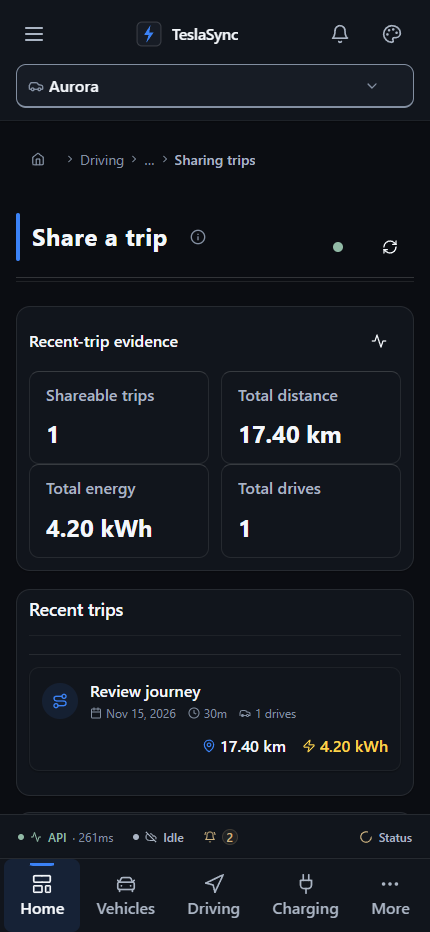 TeslaSync
Aurora
Driving ... Sharing trips
Share a trip
Recent-trip evidence
Shareable trips
1
Total distance
17.40 km
Total energy
4.20 kWh
Total drives
1
Recent trips
Review journey
Nov 15, 2026 30m 1 drives
17.40 km 4.20 kWh
API · 261ms Idle 2 Status
Home Vehicles Driving Charging More